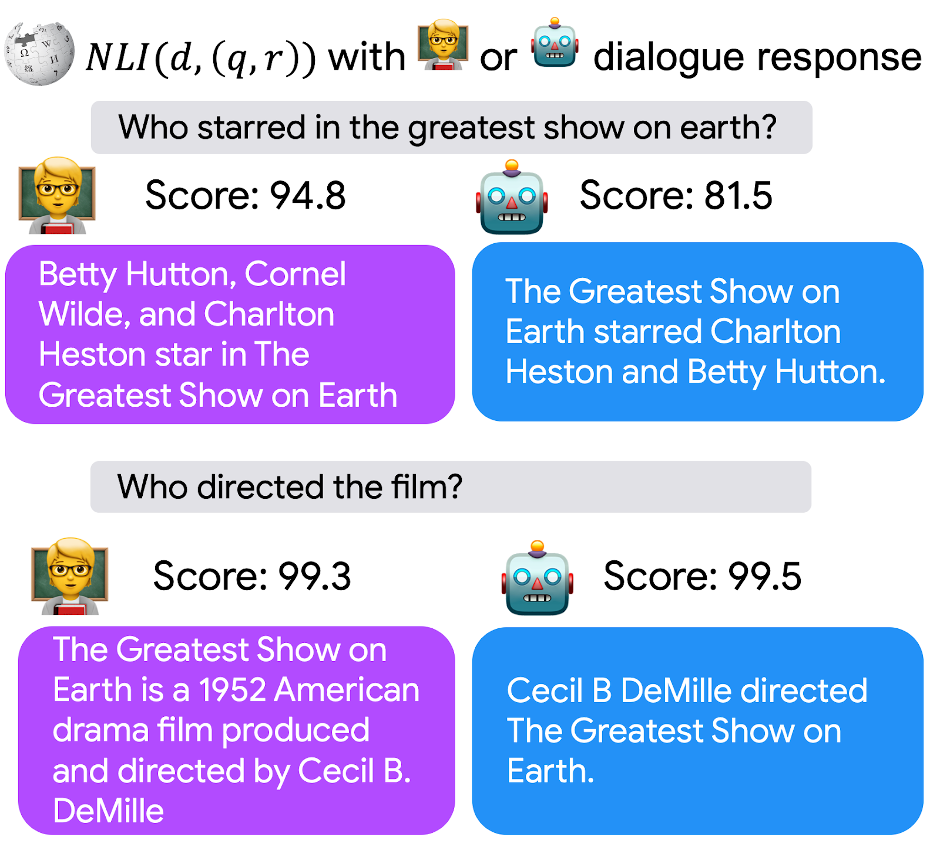 NLI(d, (q, r)) with or dialogue response
Who starred in the greatest show on earth?
Score: 94.8
Score: 81.5
Betty Hutton, Cornel
Wilde, and Charlton
Heston star in The
Greatest Show on Earth
The Greatest Show on
Earth starred Charlton
Heston and Betty Hutton.
Who directed the film?
Score: 99.3
Score: 99.5
The Greatest Show on
Earth is a 1952 American
drama film produced
and directed by Cecil B.
DeMille
Cecil B DeMille directed
The Greatest Show on
Earth.